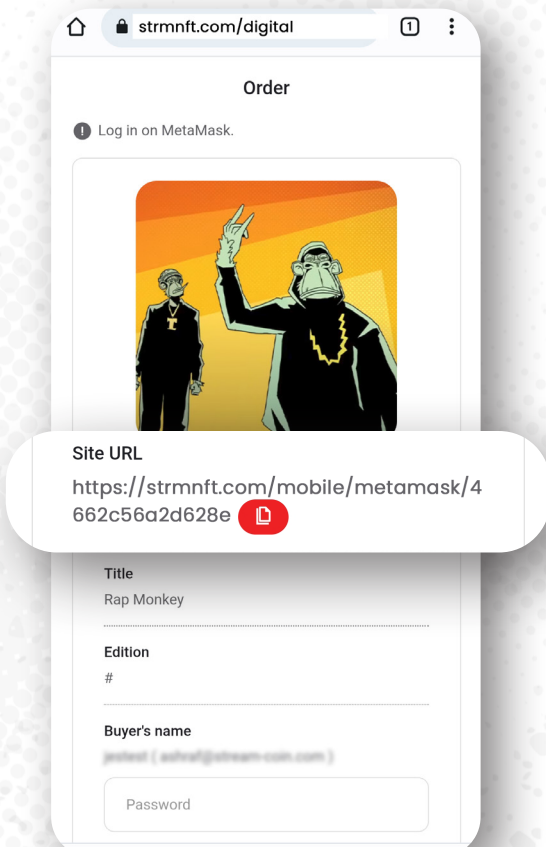 strmnft.com/digital
1
Order
! Log in on MetaMask.
T
Site URL
https://strmnft.com/mobile/metamask/4
662c56a2d628e
Title
Rap Monkey
Edition
#
Buyer's name
Password